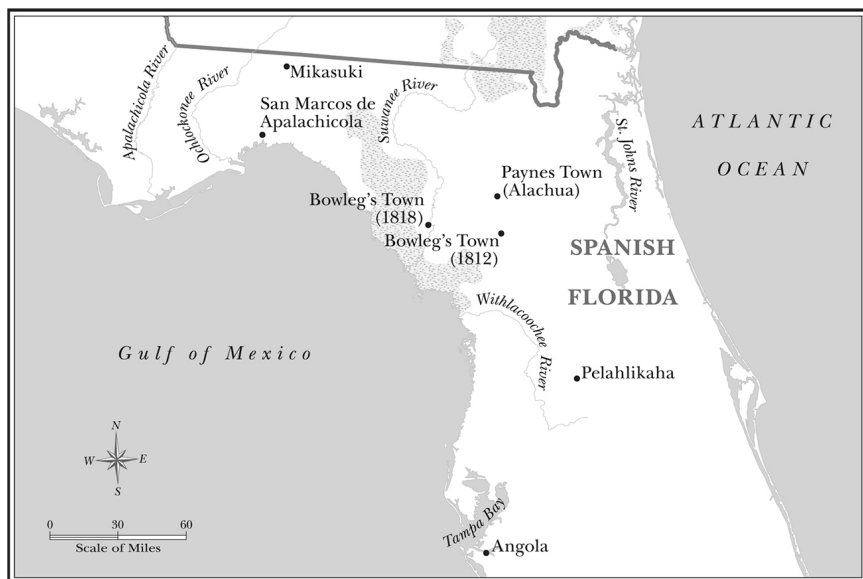 Apalachicola River
Ochlockonee River
Mikasuki
San Marcos de
Apalachicola
Suwanee River
St. Johns River
ATLANTIC
OCEAN
Paynes Town
(Alachua)
Bowleg's Town
(1818)
Bowleg's Town
(1812)
SPANISH
FLORIDA
Withlacoochee River
Gulf of Mexico
Pelahlikaha
N
W
E
S
0 30 60
Scale of Miles
Tampa Bay
Angola